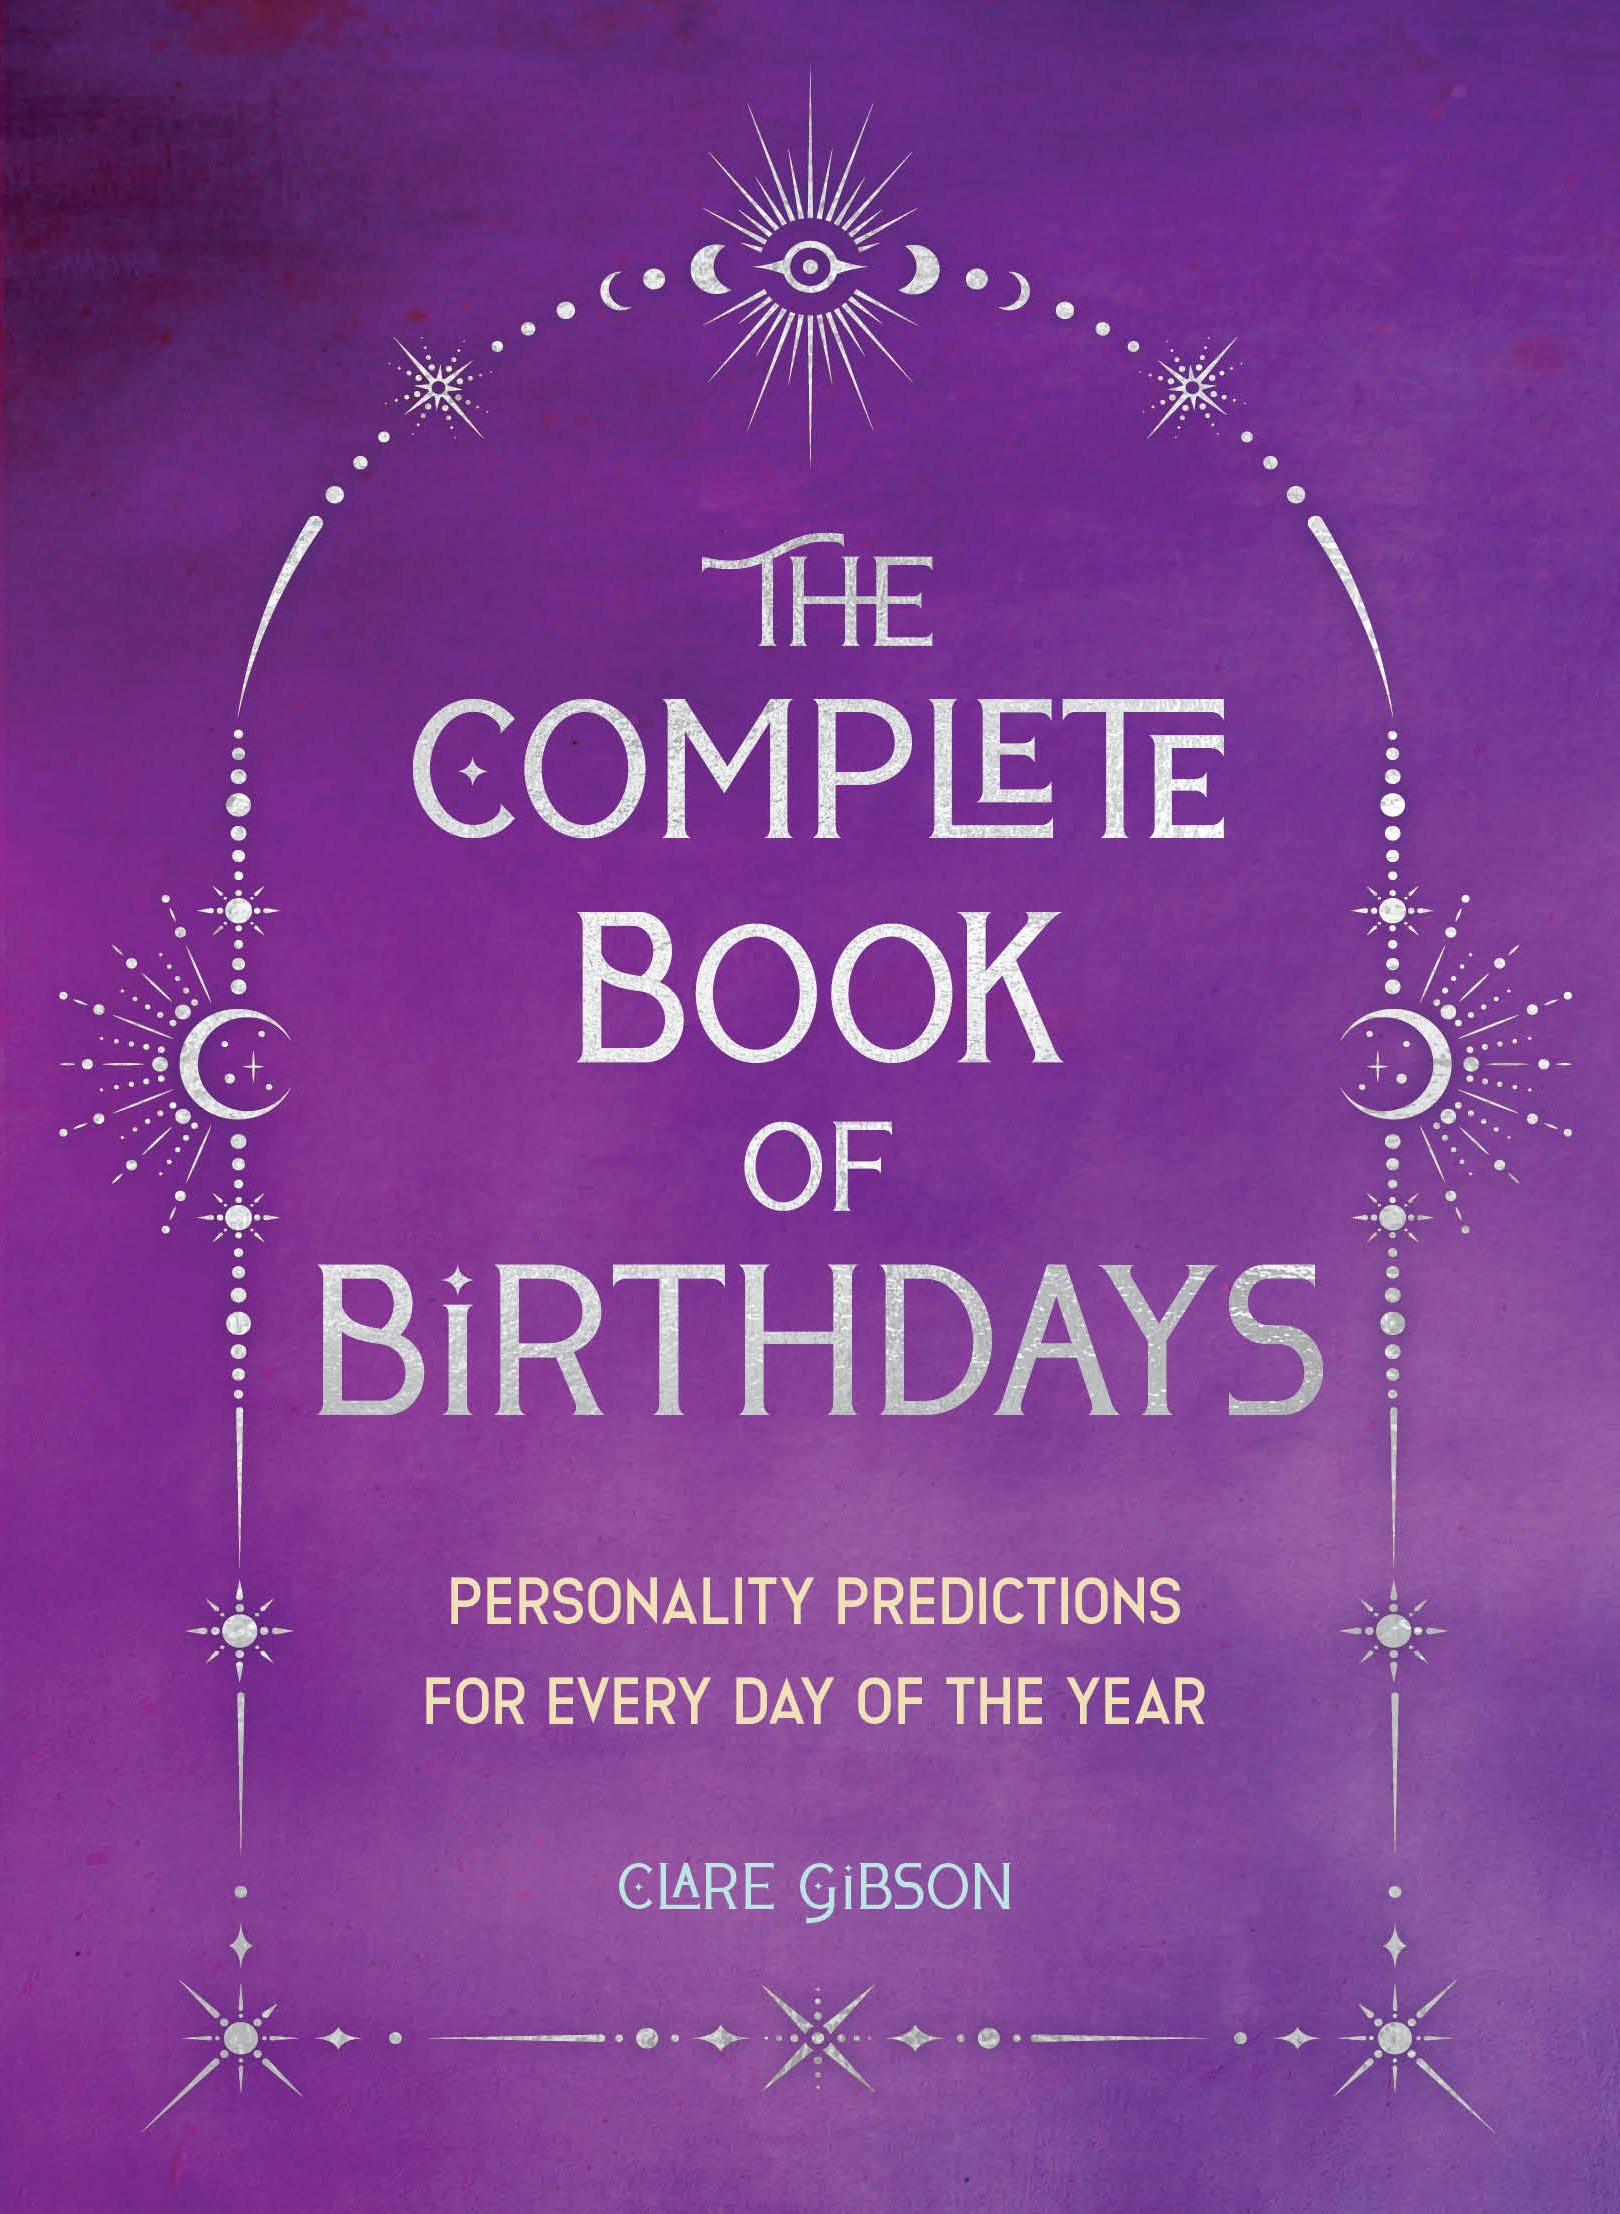 THE
COMPLETE
BOOK
OF
BIRTHDAYS
PERSONALITY PREDICTIONS
FOR EVERY DAY OF THE YEAR
CLARE GIBSON